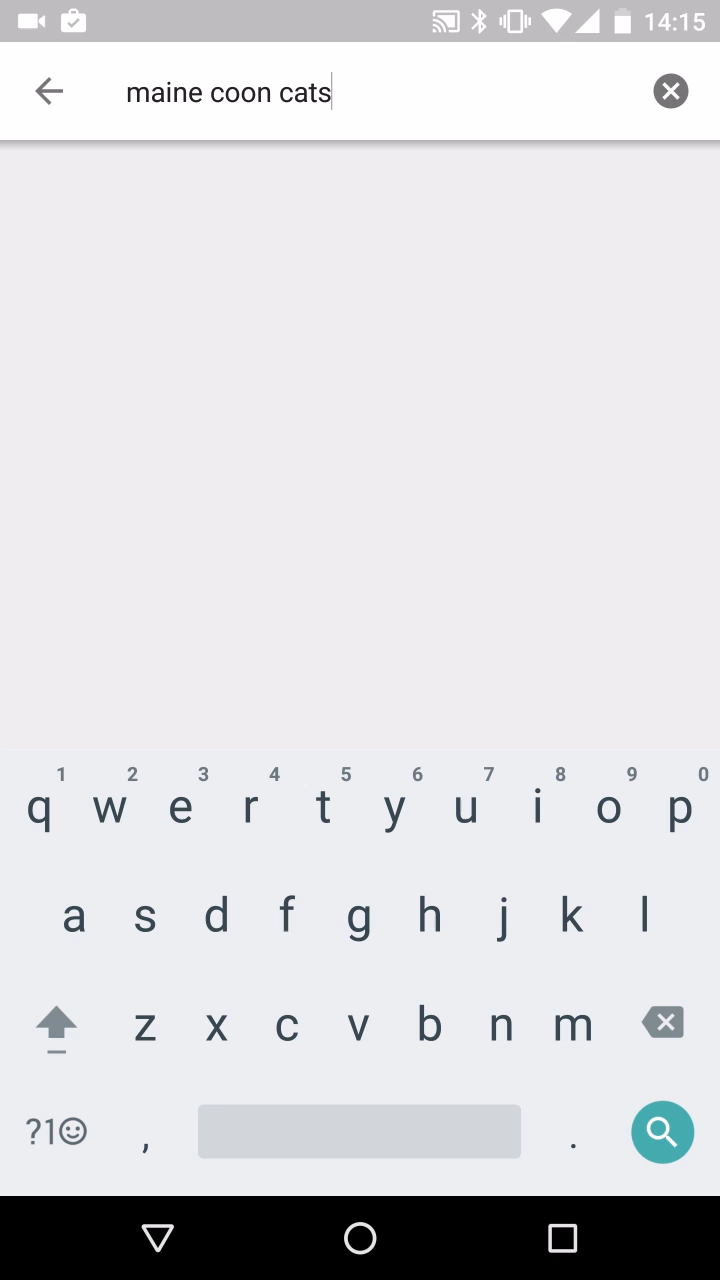 14:15
maine coon cats
1 2 3 4 5 6 7 8 9 0
q w e r t y u i o p
a s d f g h j k l
z x c v b n m
?1☺ , .